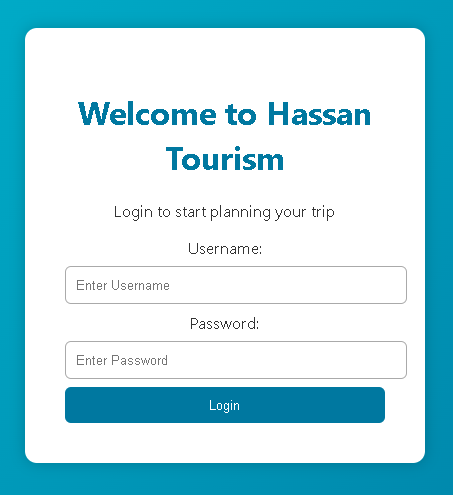 Welcome to Hassan
Tourism
Login to start planning your trip
Username:
Enter Username
Password:
Enter Password
Login